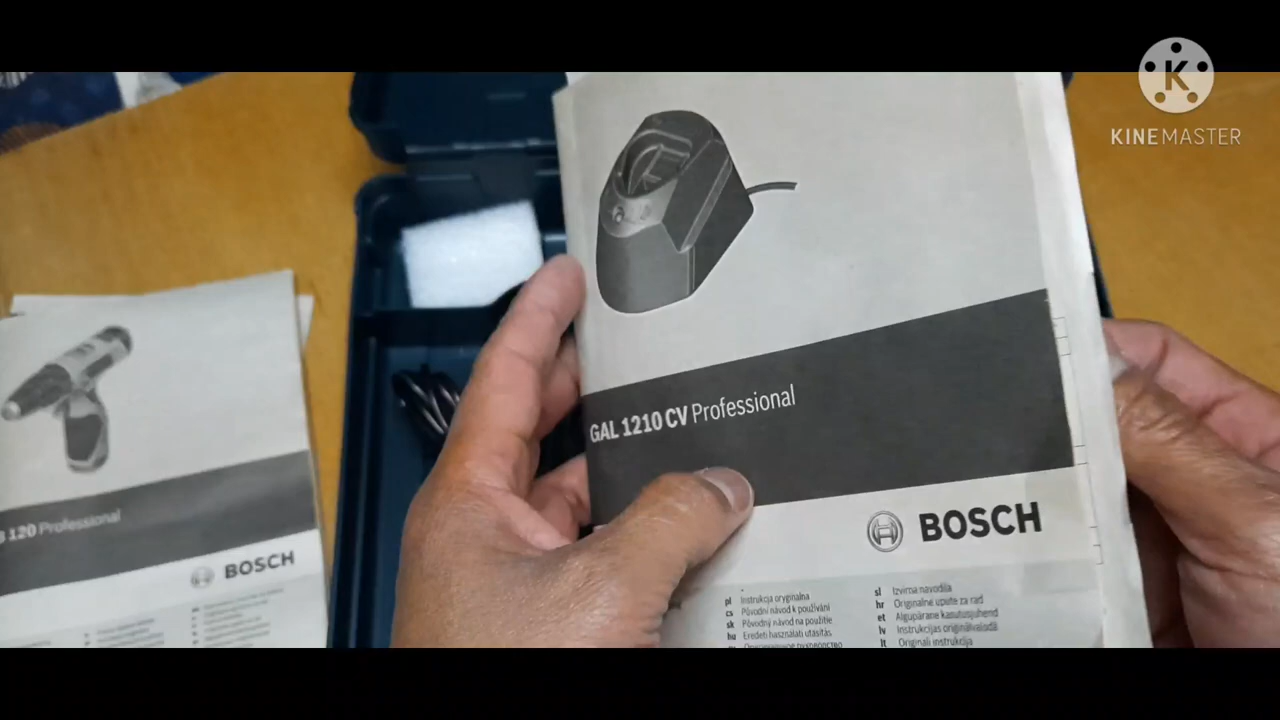 KINEMASTER
GAL 1210 CV Professional
BOSCH
pl Instrukcja oryginalna
cs Původní návod k používání
sk Pôvodný návod na použitie
hu Eredeti használati utasítás
sl Izvirna navodila
hr Originalne upute za rad
et Algupärane kasutusjuhend
lv Instrukcijas oriģinālvalodā
lt Originali instrukcija
120 Professional
BOSCH